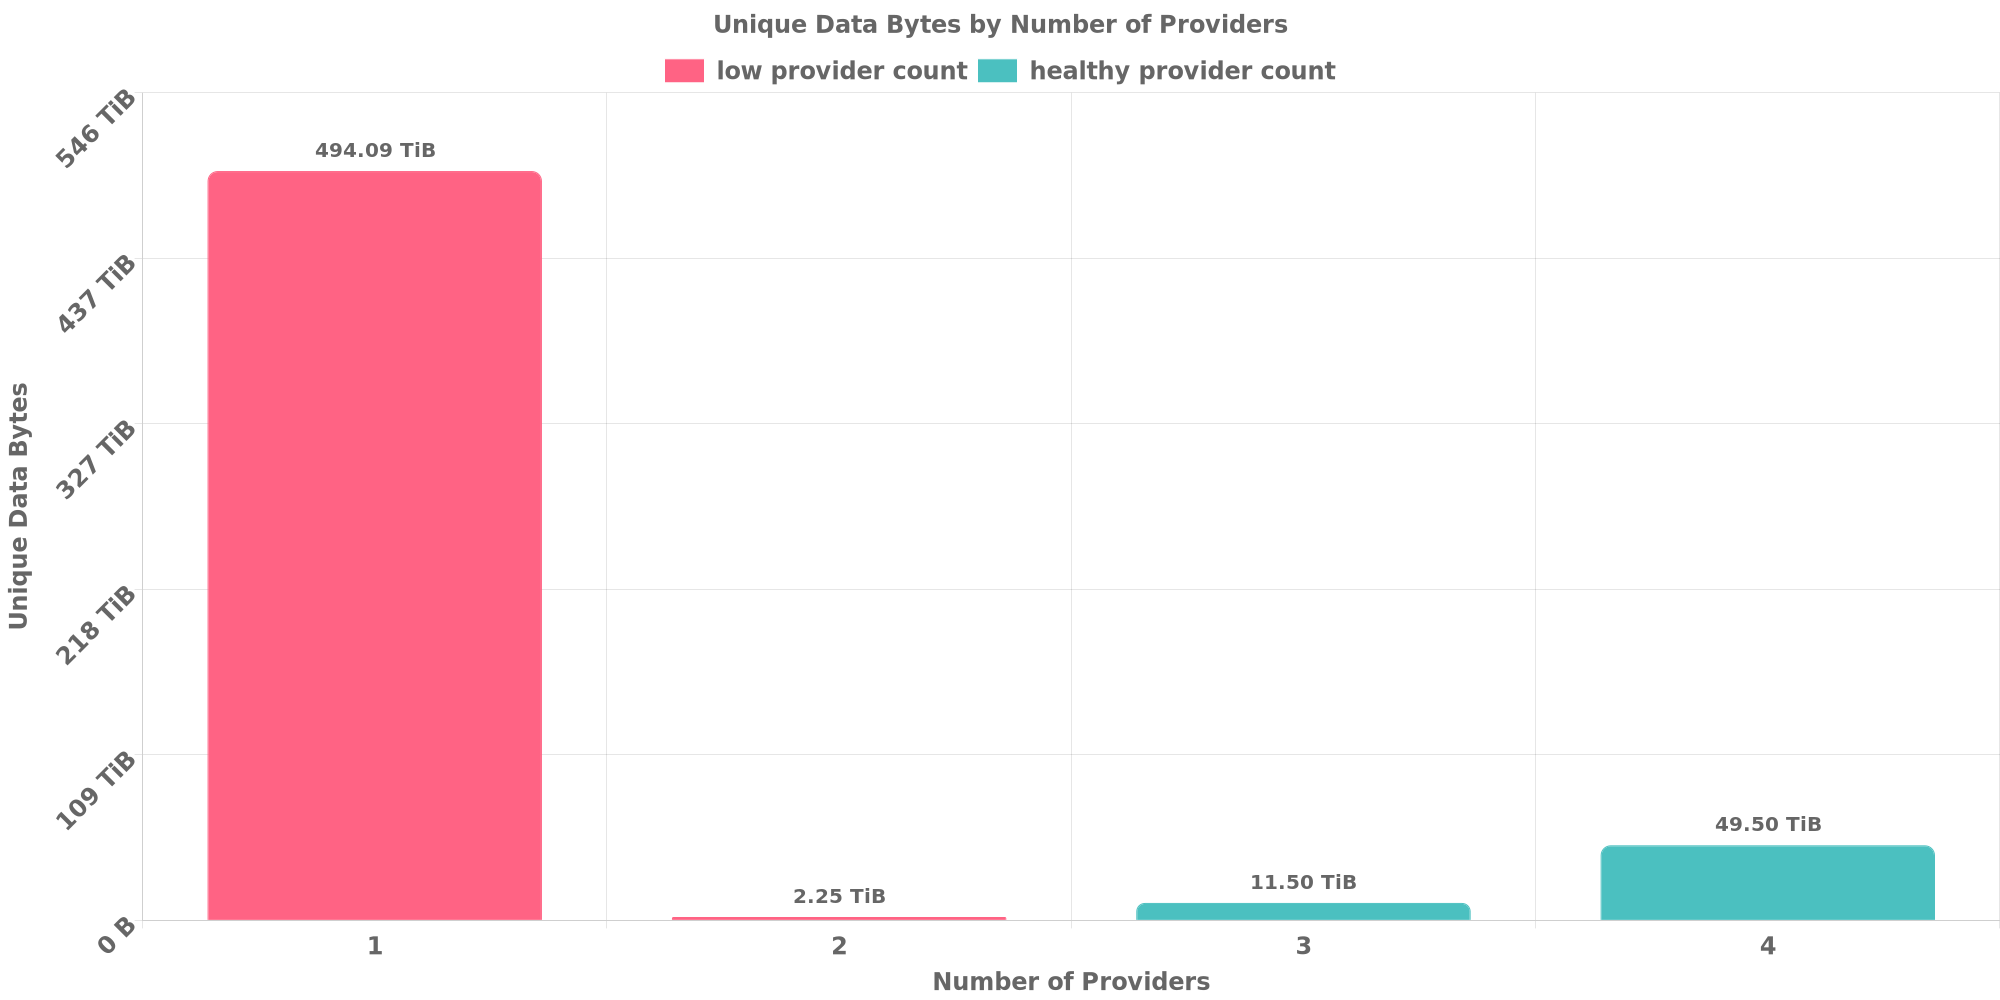 Unique Data Bytes by Number of Providers
low provider count
healthy provider count
546 TiB
437 TiB
327 TiB
218 TiB
109 TiB
0 B
Unique Data Bytes
494.09 TiB
2.25 TiB
11.50 TiB
49.50 TiB
1
2
3
4
Number of Providers